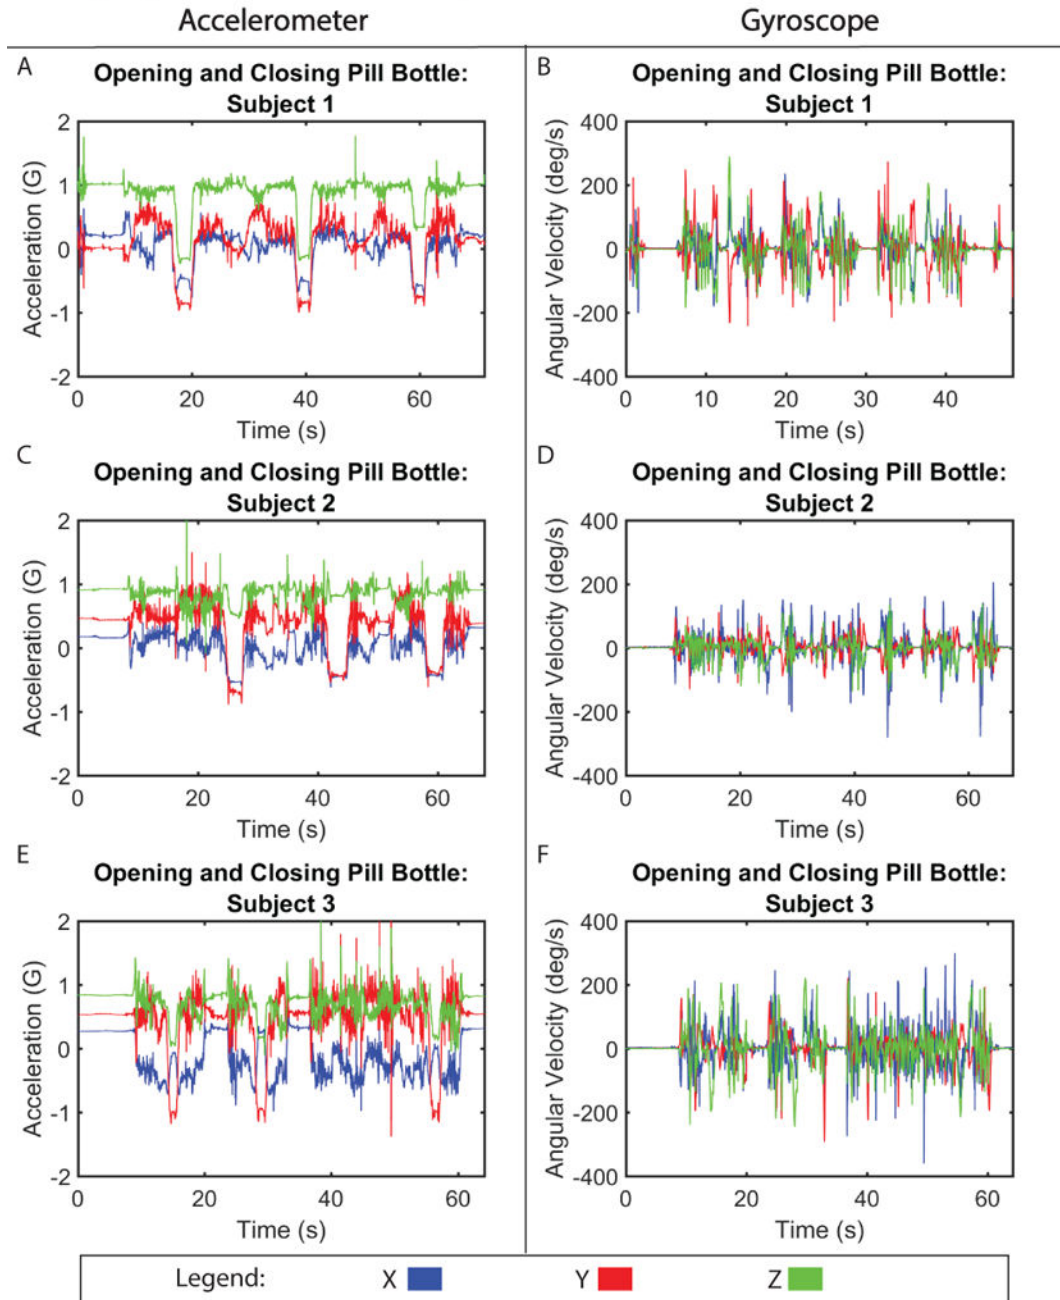 Accelerometer
Gyroscope
A
Opening and Closing Pill Bottle:
Subject 1
Acceleration (G)
2
1
0
-1
-2
0
20
40
60
Time (s)
B
Opening and Closing Pill Bottle:
Subject 1
Angular Velocity (deg/s)
400
200
0
-200
-400
0
10
20
30
40
Time (s)
C
Opening and Closing Pill Bottle:
Subject 2
Acceleration (G)
2
1
0
-1
-2
0
20
40
60
Time (s)
D
Opening and Closing Pill Bottle:
Subject 2
Angular Velocity (deg/s)
400
200
0
-200
-400
0
20
40
60
Time (s)
E
Opening and Closing Pill Bottle:
Subject 3
Acceleration (G)
2
1
0
-1
-2
0
20
40
60
Time (s)
F
Opening and Closing Pill Bottle:
Subject 3
Angular Velocity (deg/s)
400
200
0
-200
-400
0
20
40
60
Time (s)
Legend: X Y Z